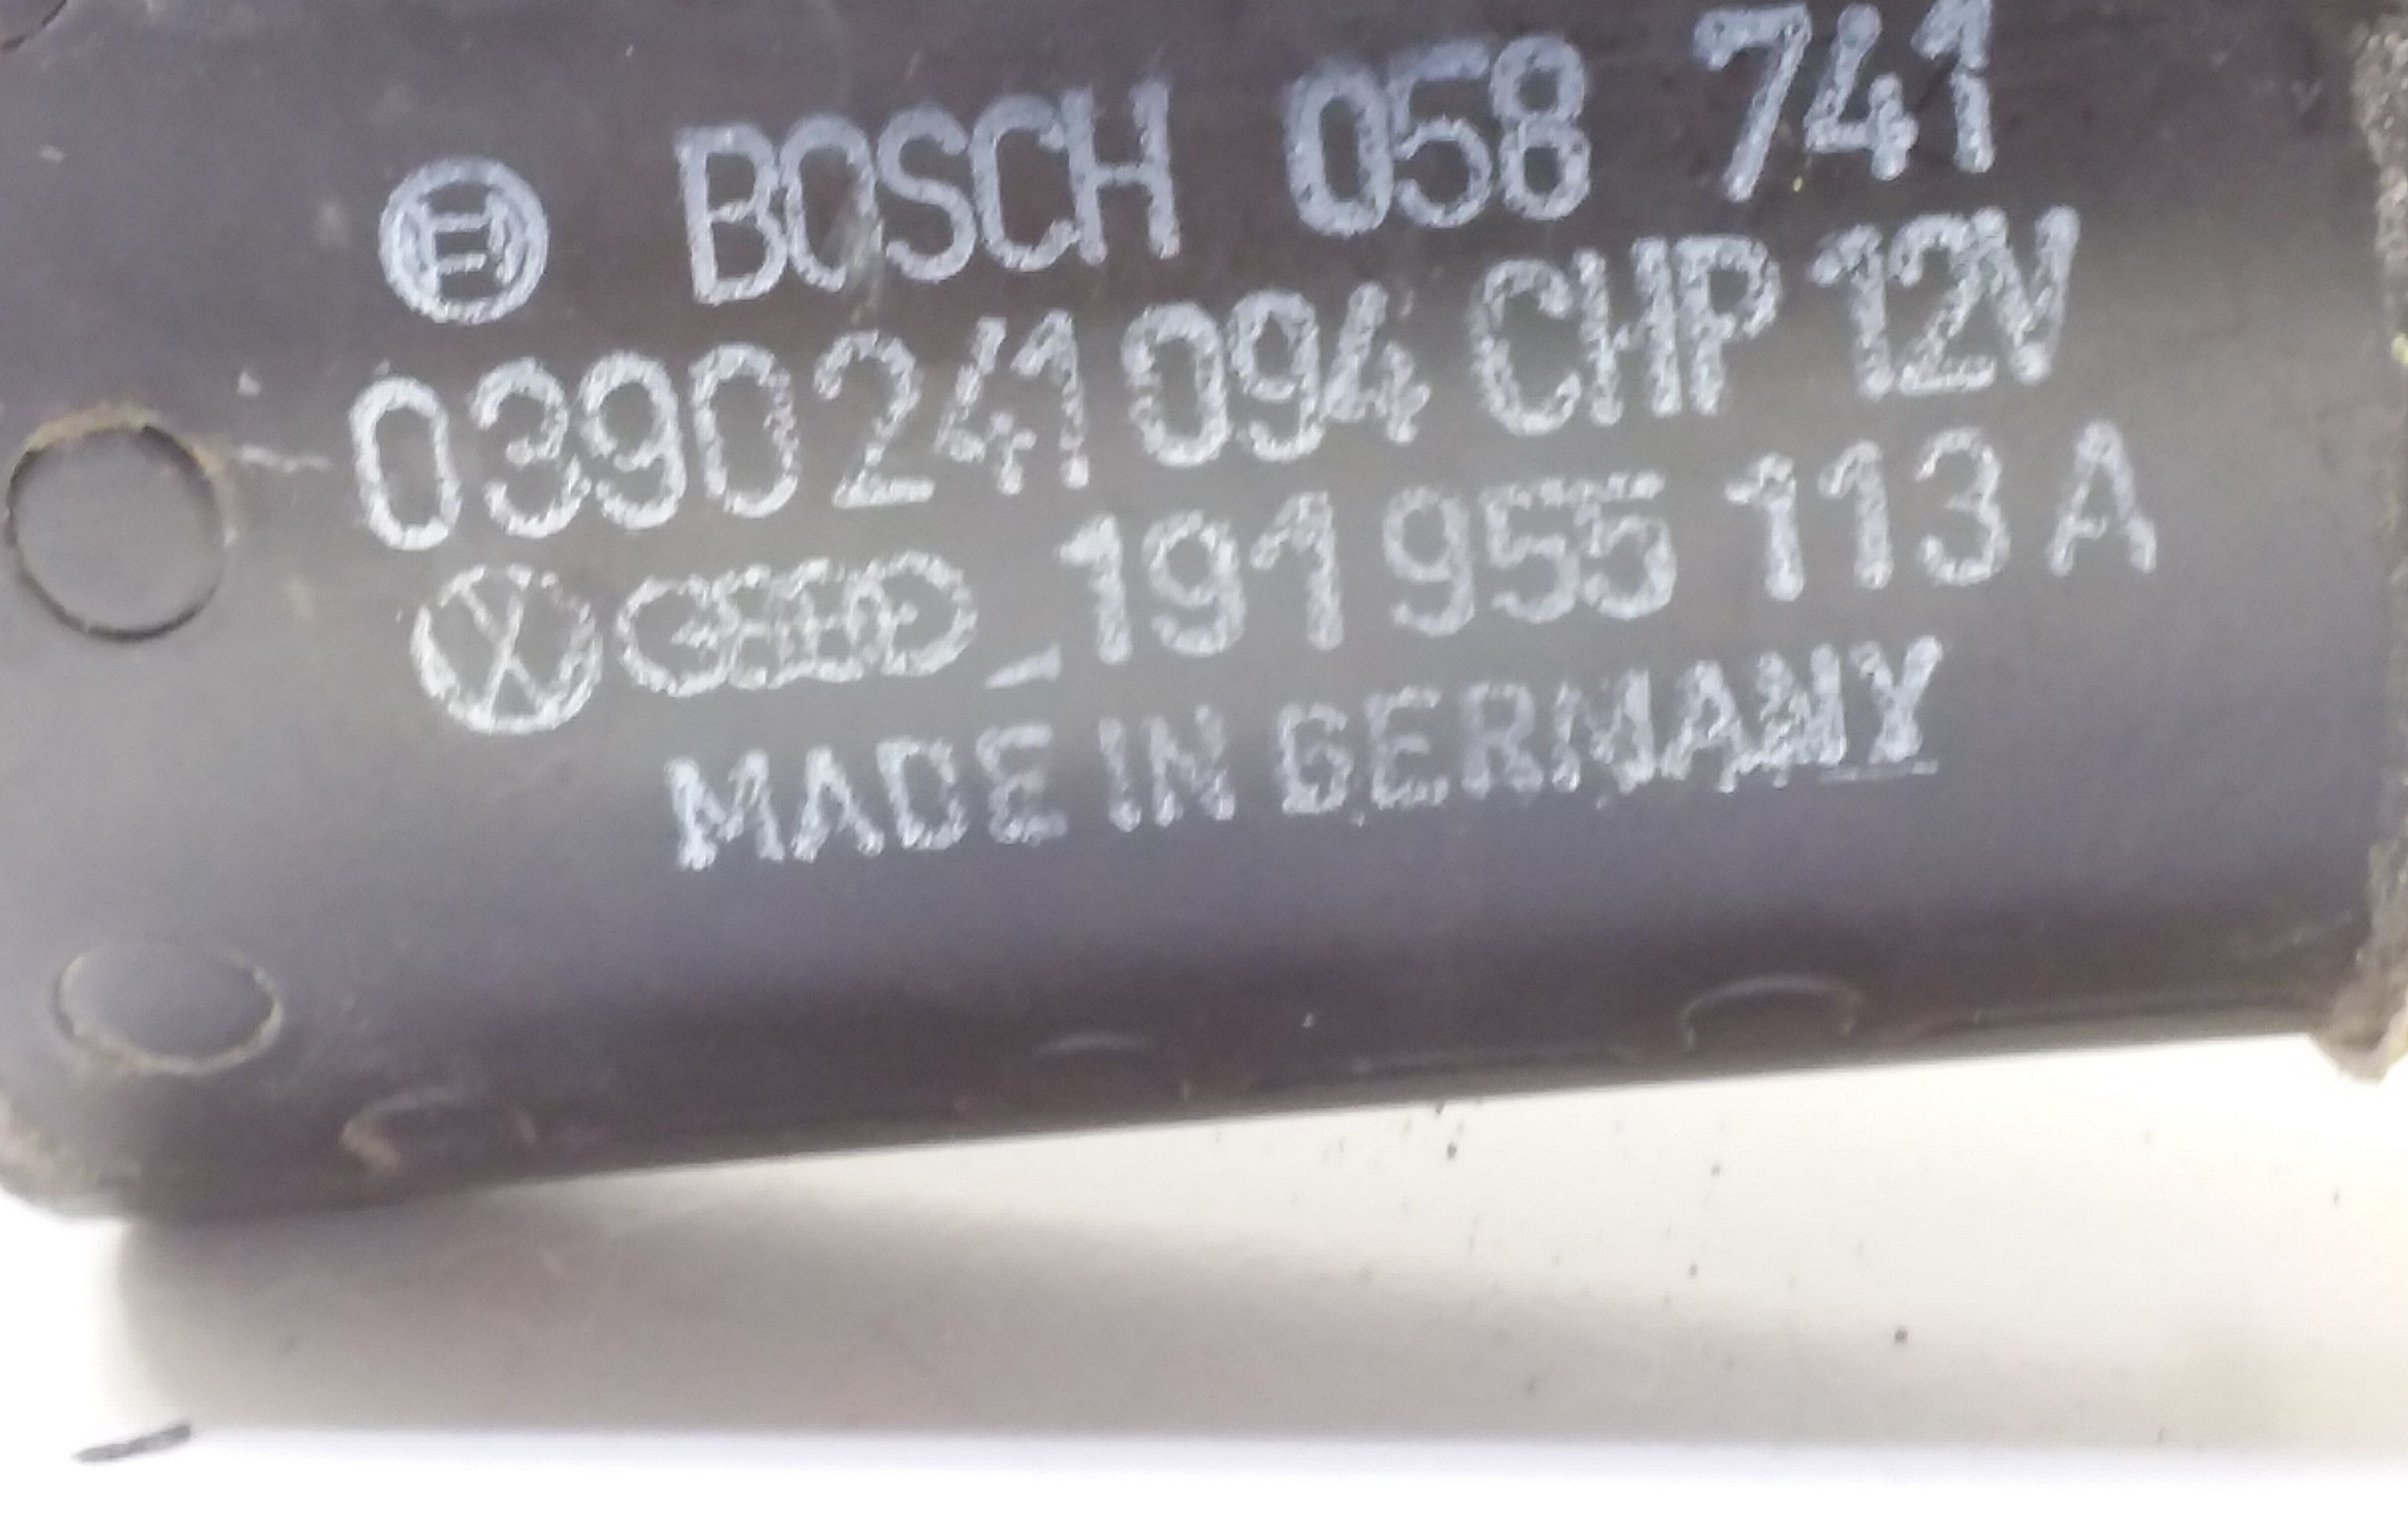 BOSCH 058 741
0390241094 CHP 12V
191 955 113 A
MADE IN GERMANY